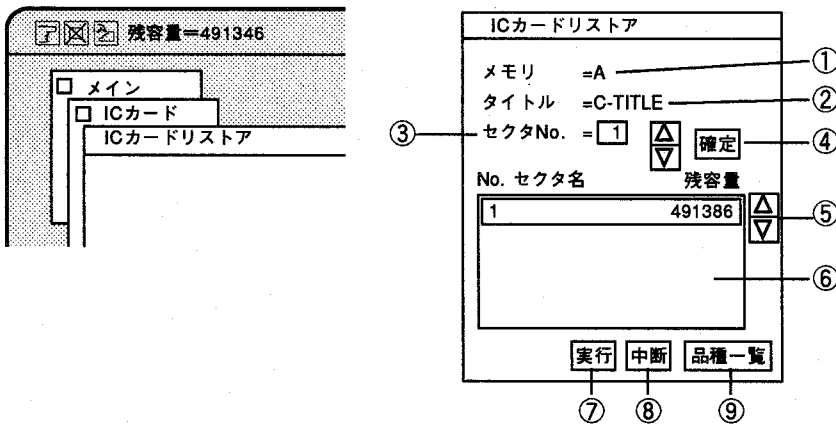 残容量=491346
メイン
ICカード
ICカードリストア
ICカードリストア
メモリ =A
①
タイトル =C-TITLE
②
③
セクタNo. = 1
確定
④
No. セクタ名 残容量
1 491386
⑤
⑥
実行 中断 品種一覧
⑦ ⑧ ⑨